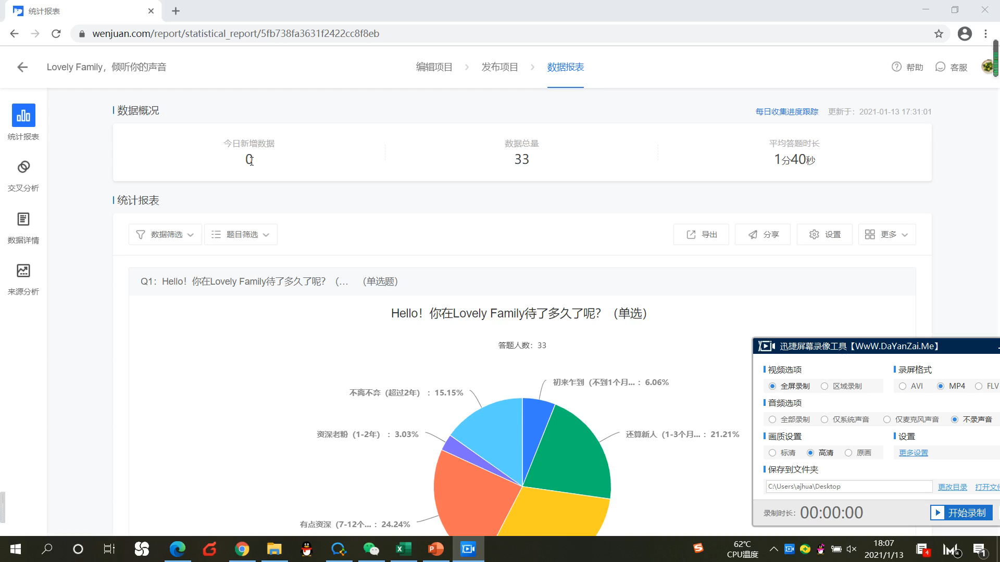 统计报表
wenjuan.com/report/statistical_report/5fb738fa3631f2422cc8f8eb
Lovely Family，倾听你的声音
编辑项目
发布项目
数据报表
帮助
客服
统计报表
交叉分析
数据详情
来源分析
数据概况
每日收集进度跟踪
更新于：2021-01-13 17:31:01
今日新增数据
0
数据总量
33
平均答题时长
1分40秒
统计报表
数据筛选
题目筛选
导出
分享
设置
更多
Q1：Hello！你在Lovely Family待了多久了呢？（… （单选题）
Hello！你在Lovely Family待了多久了呢？（单选）
答题人数：33
初来乍到（不到1个月...：6.06%
不离不弃（超过2年）：15.15%
资深老粉（1-2年）：3.03%
还算新人（1-3个月...：21.21%
有点资深（7-12个...：24.24%
迅捷屏幕录像工具【WwW.DaYanZai.Me】
视频选项
录屏格式
全屏录制
区域录制
AVI
MP4
FLV
音频选项
全部录制
仅系统声音
仅麦克风声音
不录声音
画质设置
设置
标清
高清
原画
更多设置
保存到文件夹
C:\Users\ajhua\Desktop
更改目录
打开文件
录制时长：00:00:00
开始录制
62℃
CPU温度
18:07
2021/1/13
4
4
1